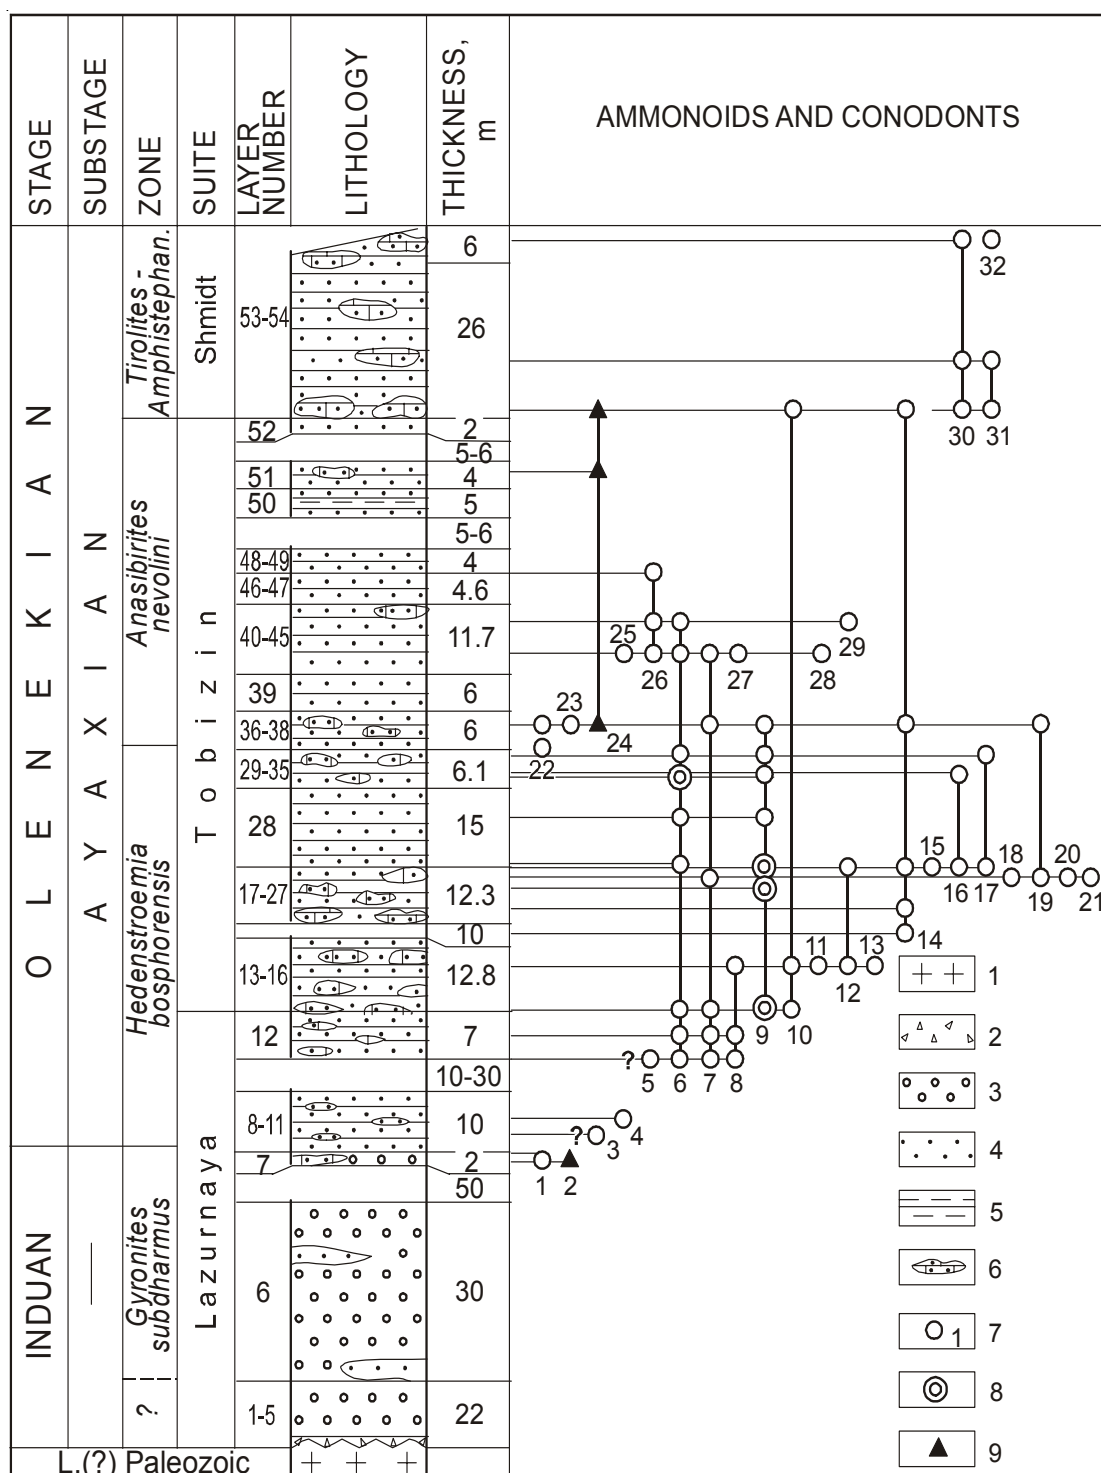 STAGE
SUBSTAGE
ZONE
SUITE
LAYER
NUMBER
LITHOLOGY
THICKNESS,
m
AMMONOIDS AND CONODONTS
OLENEKIAN
INDUAN
AYAXIAN
—
Tirolites -
Amphistephan.
Anasibirites
nevolini
Hedenstroemia
bosphorensis
Gyronites
subdharmus
?
Shmidt
Tobizin
Lazurnaya
53-54
52
51
50
48-49
46-47
40-45
39
36-38
29-35
28
17-27
13-16
12
8-11
7
6
1-5
L.(?) Paleozoic
6
26
2
5-6
4
5
5-6
4
4.6
11.7
6
6
6.1
15
12.3
10
12.8
7
10-30
10
2
50
30
22
32
30 31
29
25
26 27 28
23
24
22
15 18 20
16 17 19 21
14
11 13
12
9 10
? 5 6 7 8
4
? 3
1 2
1
2
3
4
5
6
1 7
8
9